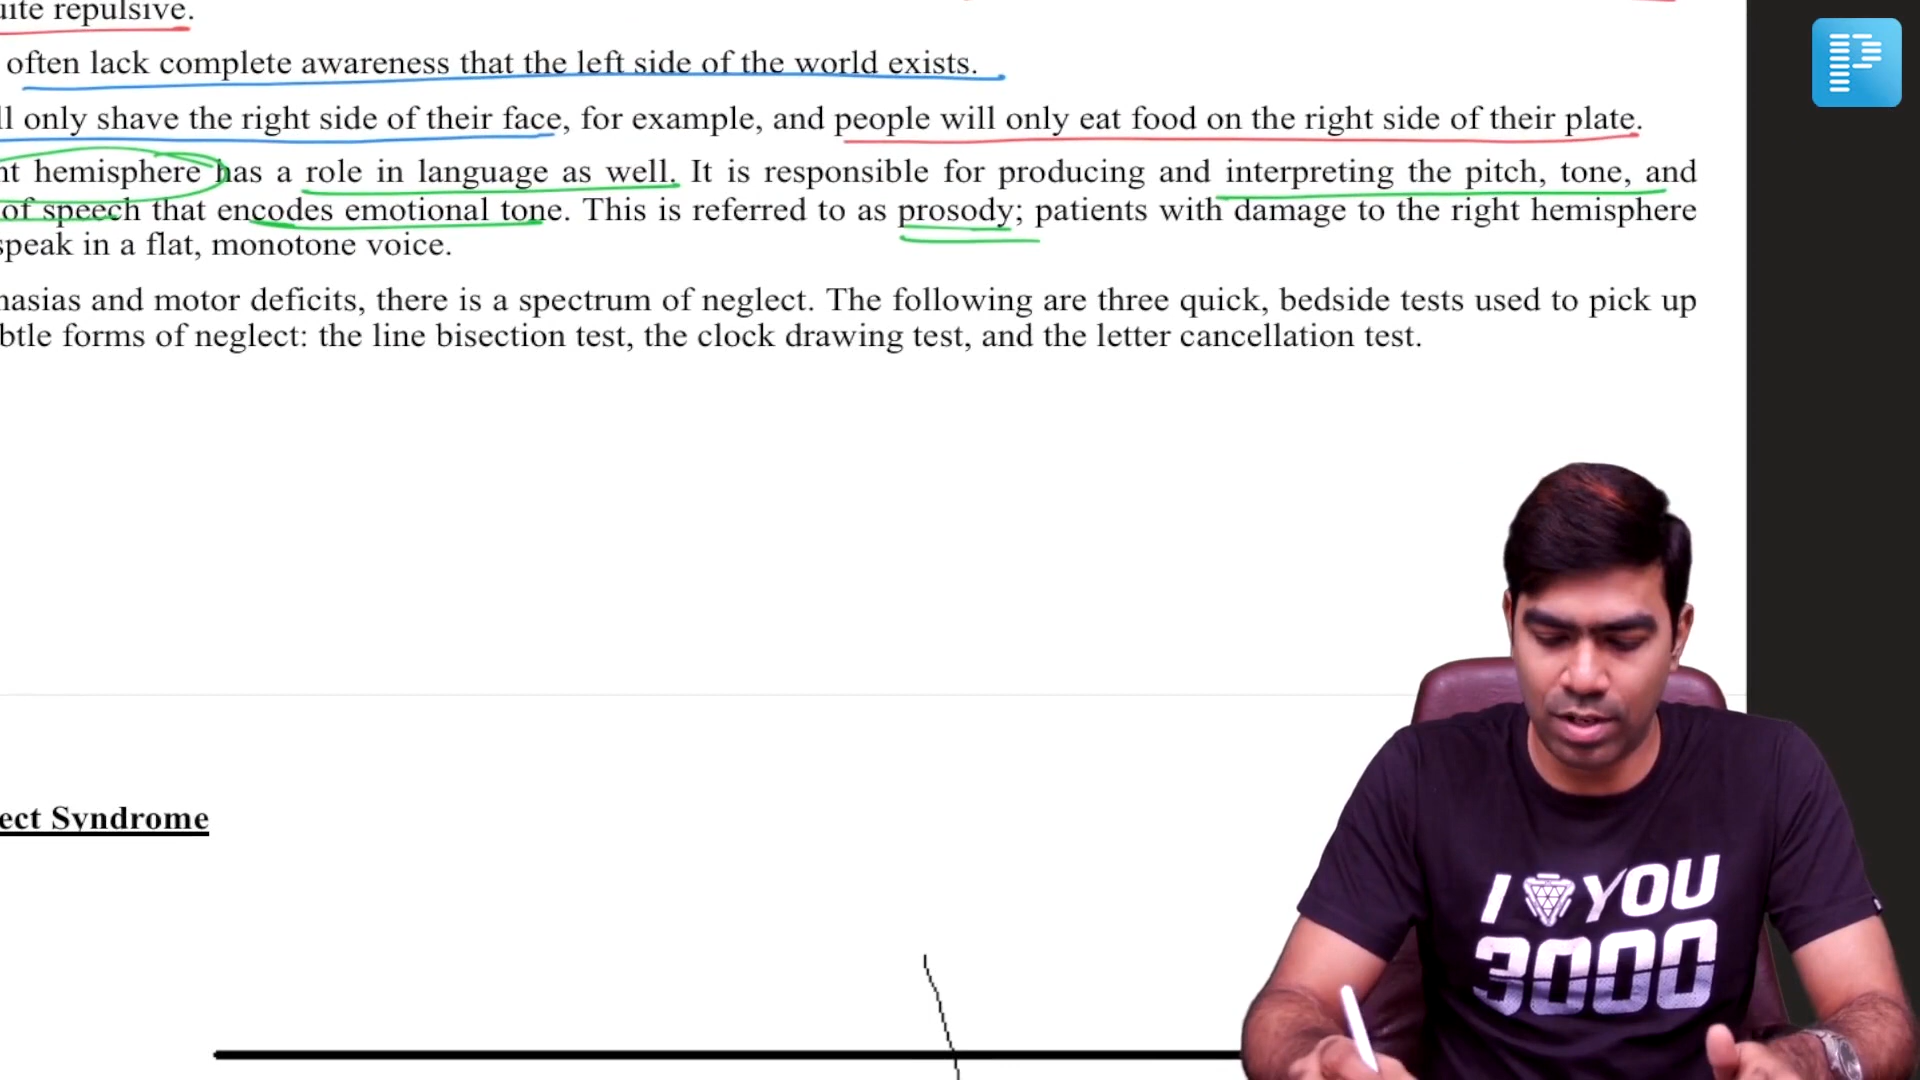 uite repulsive.
often lack complete awareness that the left side of the world exists.
ll only shave the right side of their face, for example, and people will only eat food on the right side of their plate.
ht hemisphere has a role in language as well. It is responsible for producing and interpreting the pitch, tone, and
of speech that encodes emotional tone. This is referred to as prosody; patients with damage to the right hemisphere
speak in a flat, monotone voice.
hasias and motor deficits, there is a spectrum of neglect. The following are three quick, bedside tests used to pick up
btle forms of neglect: the line bisection test, the clock drawing test, and the letter cancellation test.
ect Syndrome
I YOU
3000